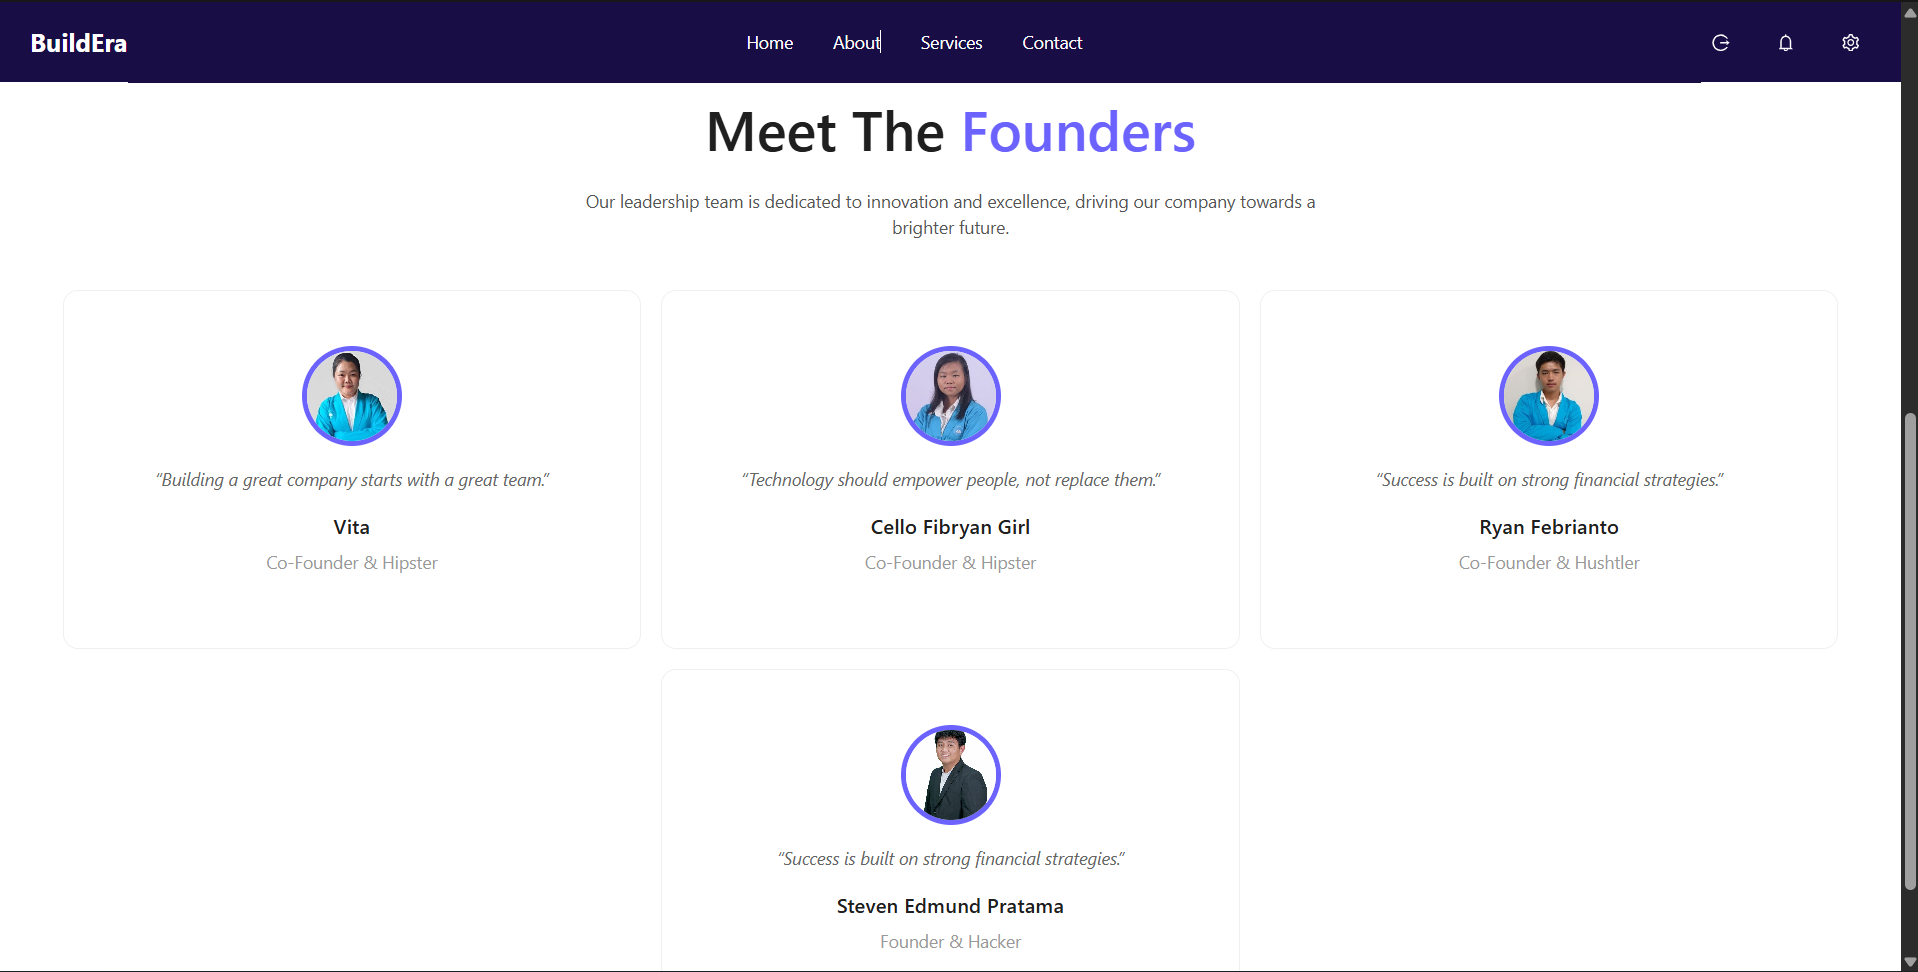 BuildEra
Home About Services Contact
Meet The Founders
Our leadership team is dedicated to innovation and excellence, driving our company towards a
brighter future.
“Building a great company starts with a great team.”
Vita
Co-Founder & Hipster
“Technology should empower people, not replace them.”
Cello Fibryan Girl
Co-Founder & Hipster
“Success is built on strong financial strategies.”
Ryan Febrianto
Co-Founder & Hushtler
“Success is built on strong financial strategies.”
Steven Edmund Pratama
Founder & Hacker